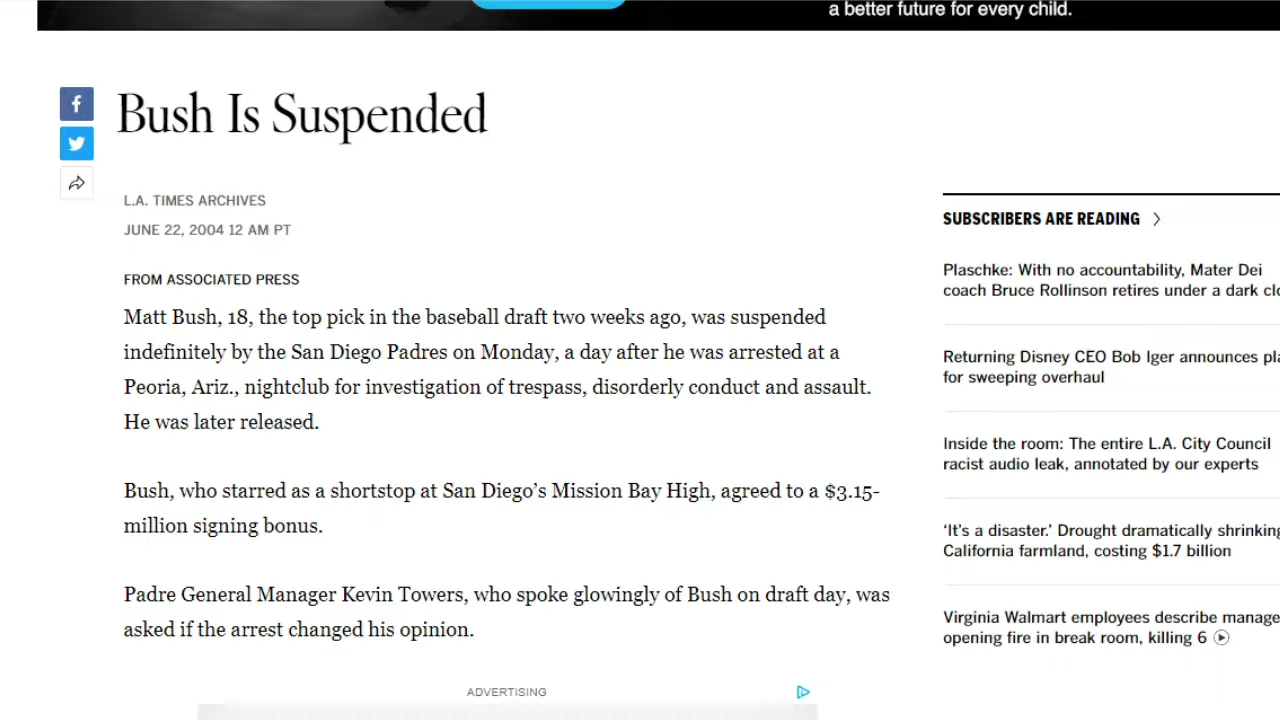 a better future for every child.
Bush Is Suspended
L.A. TIMES ARCHIVES
JUNE 22, 2004 12 AM PT
FROM ASSOCIATED PRESS
Matt Bush, 18, the top pick in the baseball draft two weeks ago, was suspended
indefinitely by the San Diego Padres on Monday, a day after he was arrested at a
Peoria, Ariz., nightclub for investigation of trespass, disorderly conduct and assault.
He was later released.
Bush, who starred as a shortstop at San Diego’s Mission Bay High, agreed to a $3.15-
million signing bonus.
Padre General Manager Kevin Towers, who spoke glowingly of Bush on draft day, was
asked if the arrest changed his opinion.
ADVERTISING
SUBSCRIBERS ARE READING
Plaschke: With no accountability, Mater Dei
coach Bruce Rollinson retires under a dark clo
Returning Disney CEO Bob Iger announces pla
for sweeping overhaul
Inside the room: The entire L.A. City Council
racist audio leak, annotated by our experts
‘It’s a disaster.’ Drought dramatically shrinking
California farmland, costing $1.7 billion
Virginia Walmart employees describe manage
opening fire in break room, killing 6